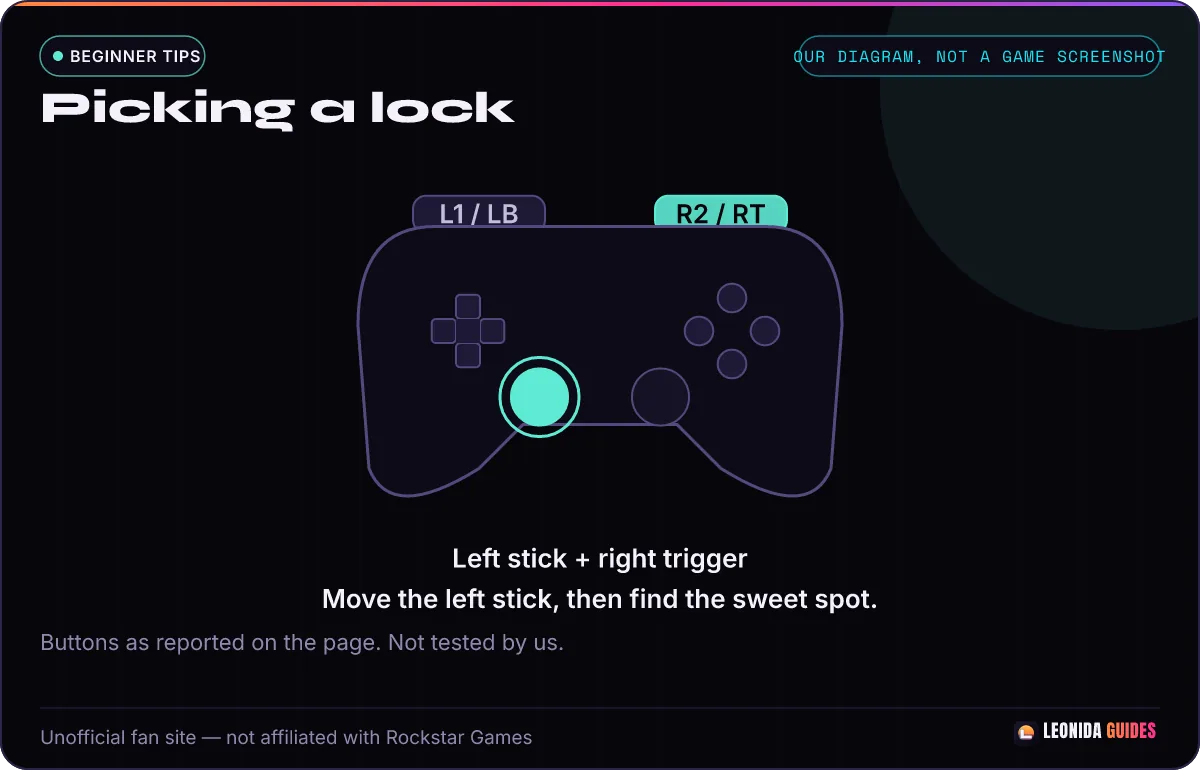 BEGINNER TIPS
OUR DIAGRAM, NOT A GAME SCREENSHOT
Picking a lock
L1 / LB
R2 / RT
Left stick + right trigger
Move the left stick, then find the sweet spot.
Buttons as reported on the page. Not tested by us.
Unofficial fan site — not affiliated with Rockstar Games
LEONIDA GUIDES